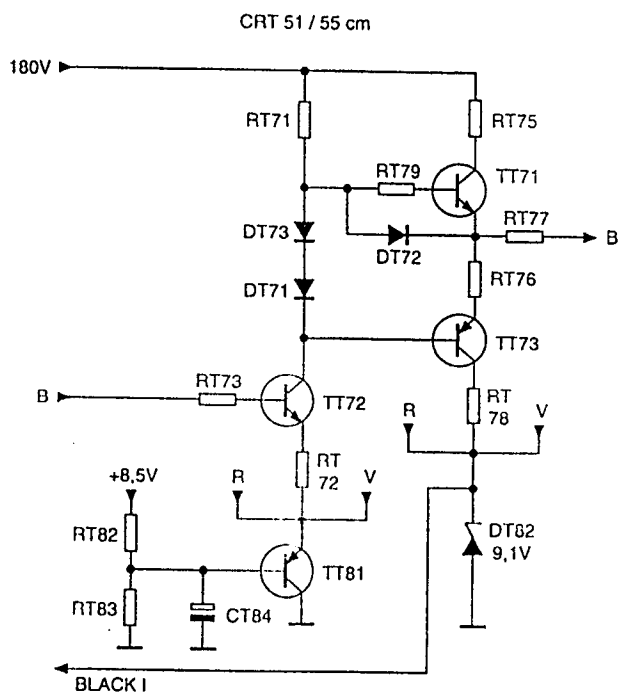 CRT 51 / 55 cm
180V
RT71
RT75
RT79
TT71
RT77
DT73
DT72
B
RT76
DT71
TT73
RT73
B
TT72
RT
78
R
V
RT
72
+8,5V
R
V
DT82
9,1V
RT82
TT81
RT83
CT84
BLACK I